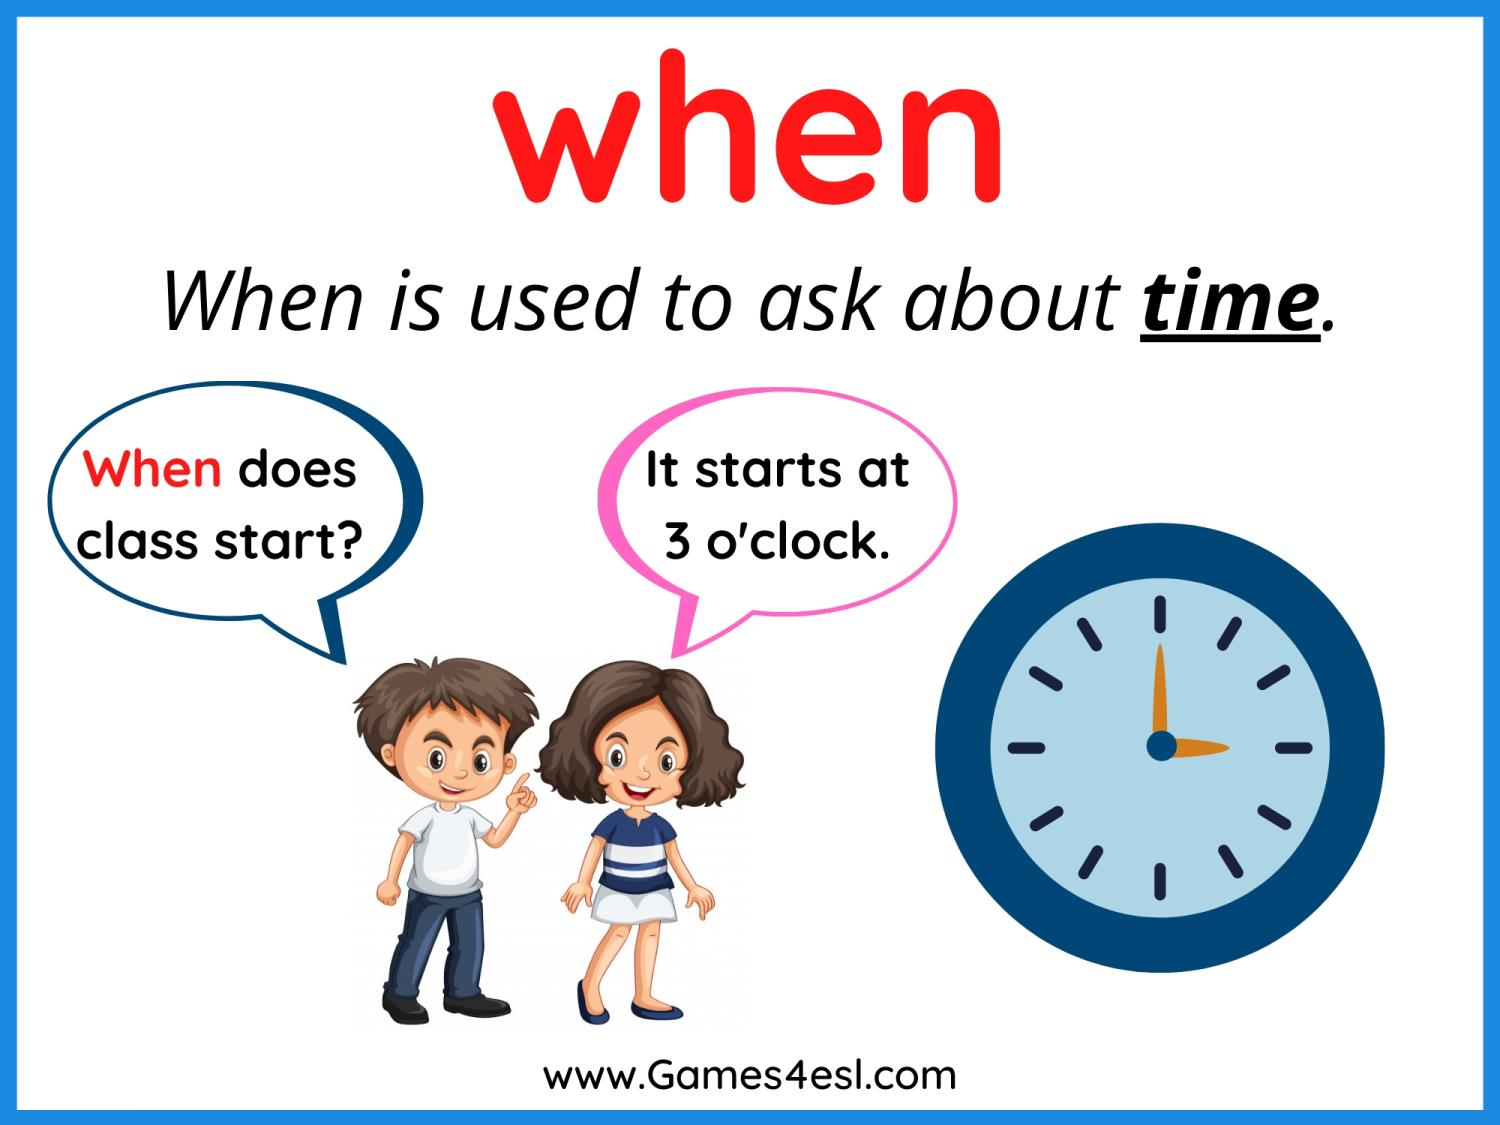 when
When is used to ask about time.
When does
class start?
It starts at
3 o'clock.
www.Games4esl.com